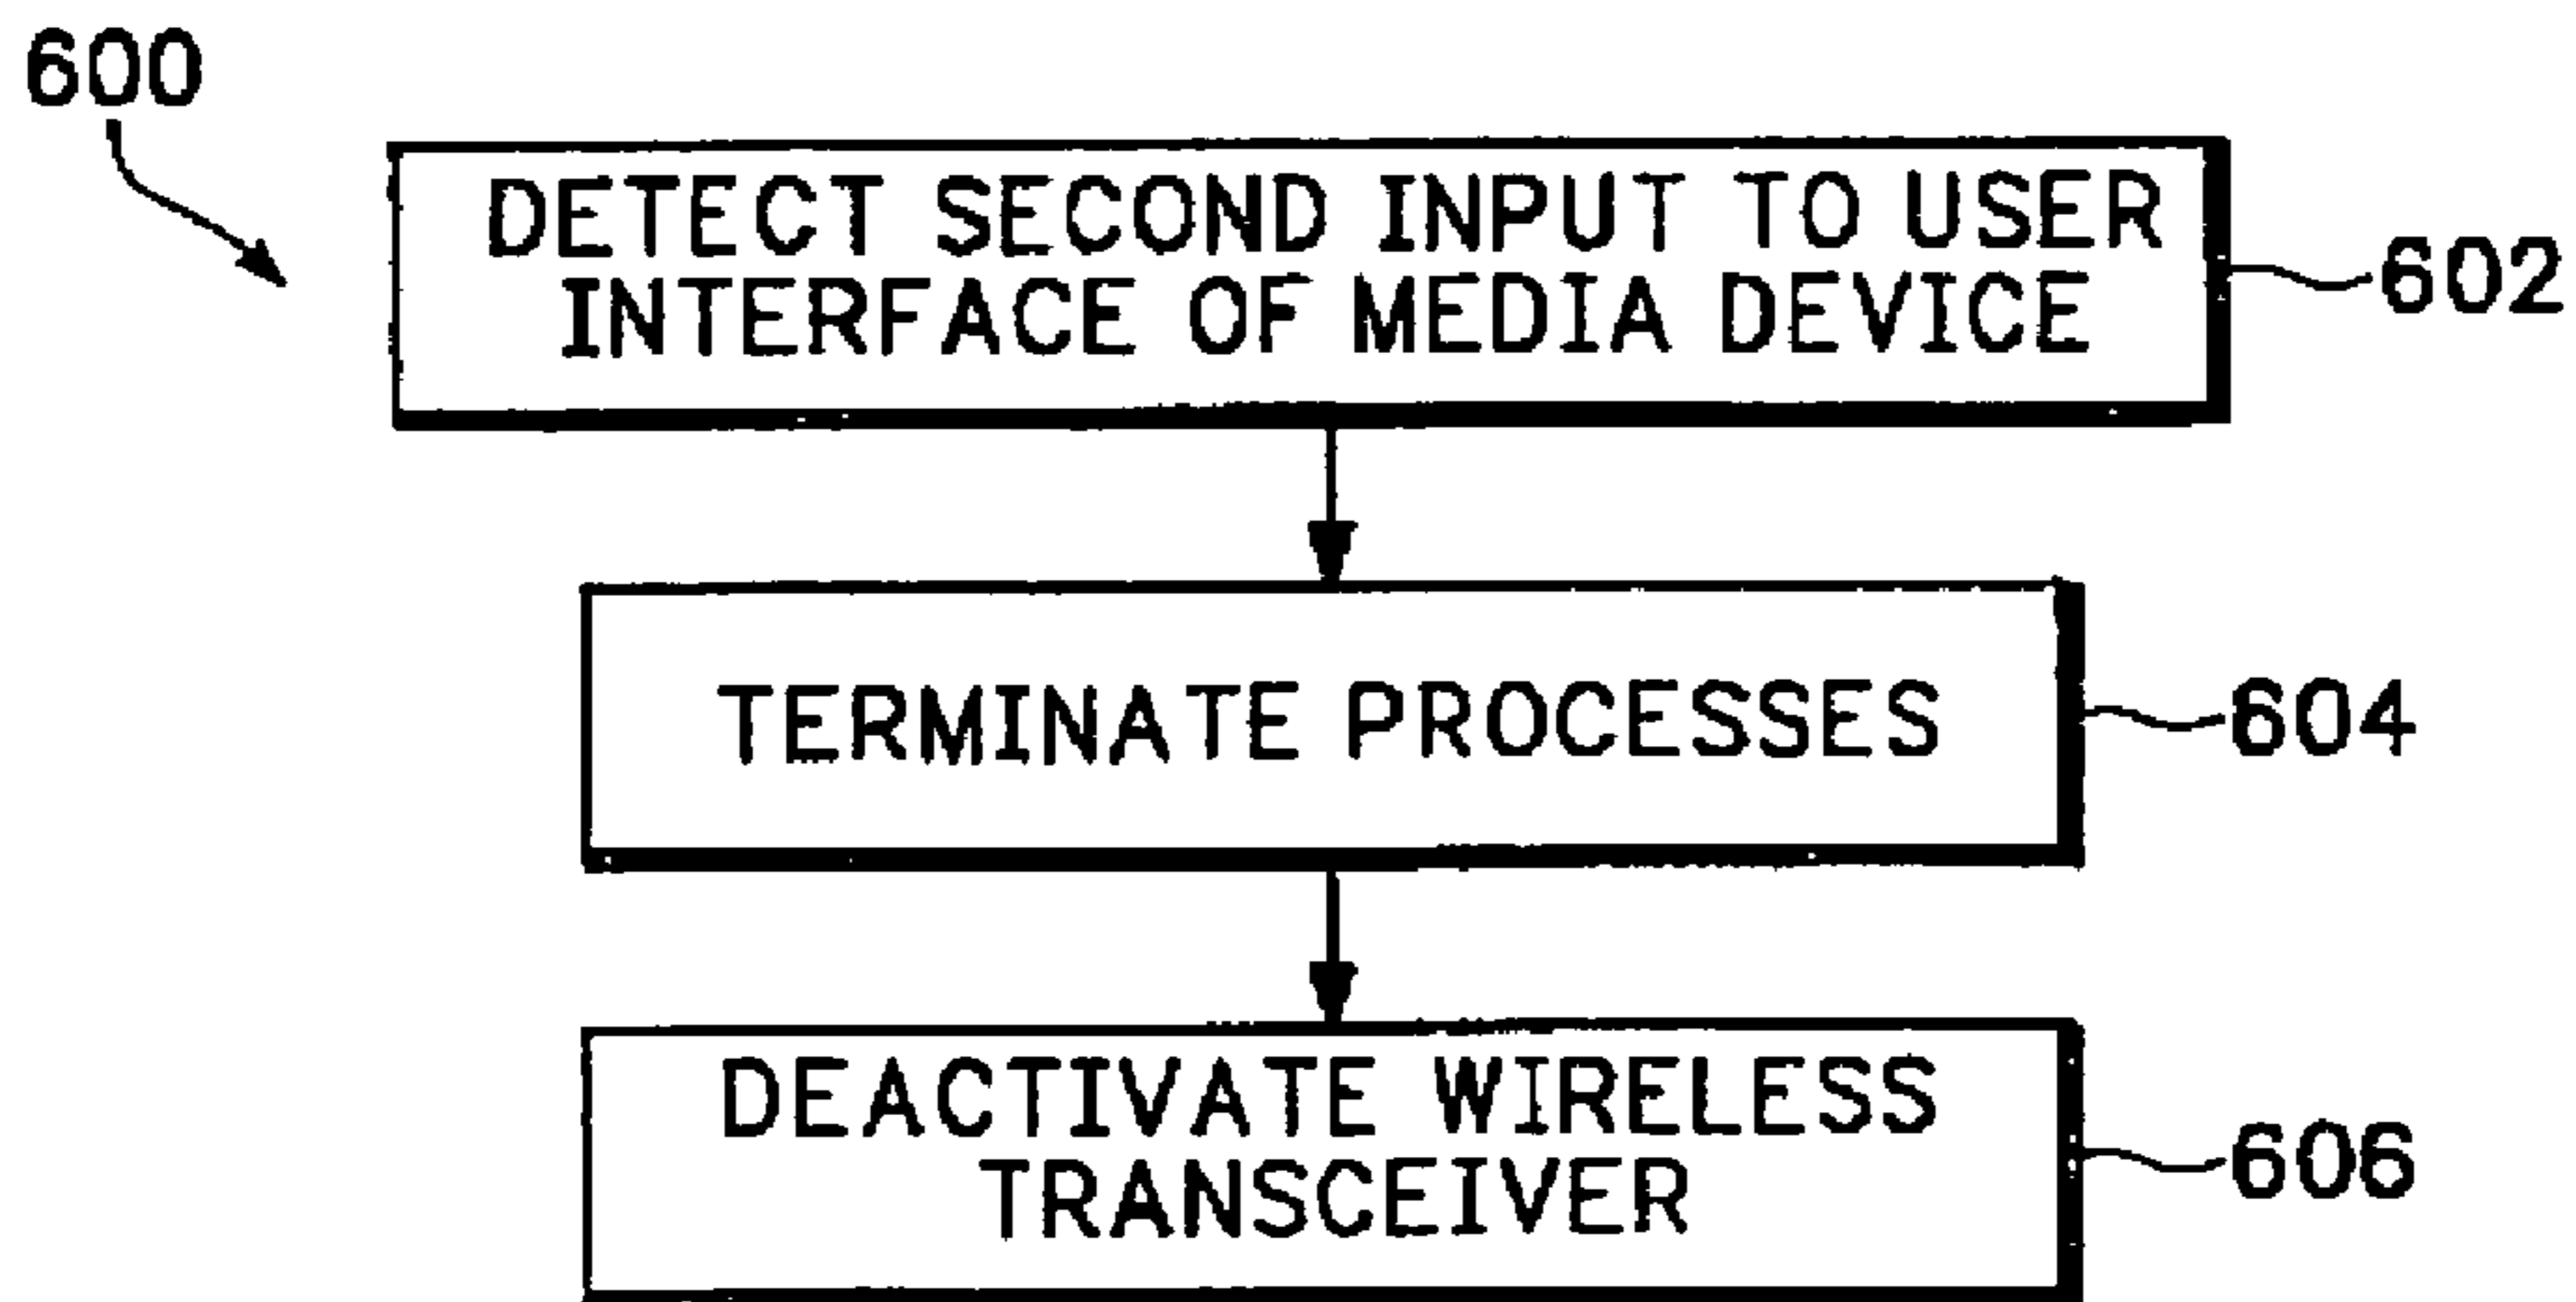 600
DETECT SECOND INPUT TO USER
INTERFACE OF MEDIA DEVICE
602
TERMINATE PROCESSES
604
DEACTIVATE WIRELESS
TRANSCEIVER
606